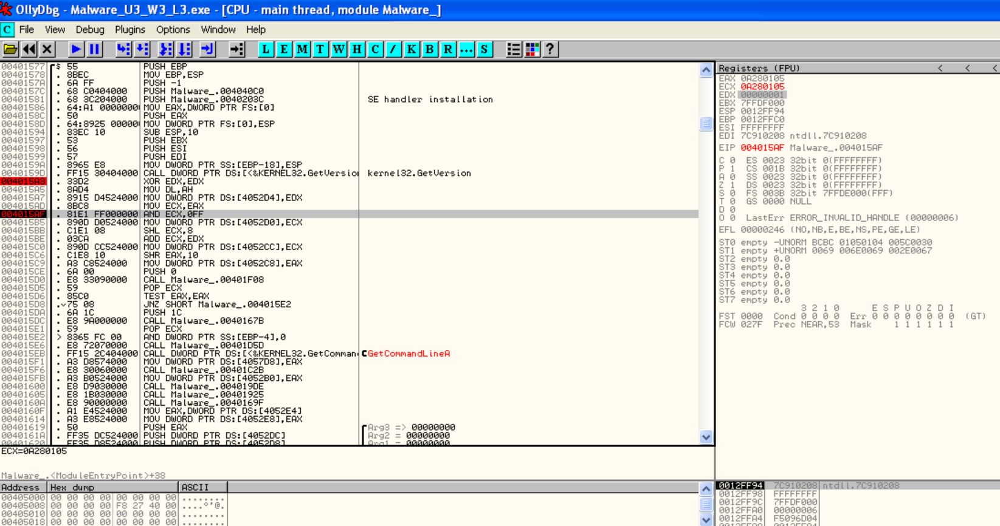 OllyDbg - Malware_U3_W3_L3.exe - [CPU - main thread, module Malware_]
C File View Debug Plugins Options Window Help
L E M T W H C / K B R ... S ?
00401577 $ 55 PUSH EBP
00401578 . 8BEC MOV EBP,ESP
0040157A . 6A FF PUSH -1
0040157C . 68 C0404000 PUSH Malware_.004040C0
00401581 . 68 3C204000 PUSH Malware_.0040203C SE handler installation
00401586 . 64:A1 0000000 MOV EAX,DWORD PTR FS:[0]
0040158C . 50 PUSH EAX
0040158D . 64:8925 00000 MOV DWORD PTR FS:[0],ESP
00401594 . 83EC 10 SUB ESP,10
00401597 . 53 PUSH EBX
00401598 . 56 PUSH ESI
00401599 . 57 PUSH EDI
0040159A . 8965 E8 MOV DWORD PTR SS:[EBP-18],ESP
0040159D . FF15 30404000 CALL DWORD PTR DS:[<&KERNEL32.GetVersion kernel32.GetVersion
004015A3 . 33D2 XOR EDX,EDX
004015A5 . 8AD4 MOV DL,AH
004015A7 . 8915 D4524000 MOV DWORD PTR DS:[4052D4],EDX
004015AD . 8BC8 MOV ECX,EAX
004015AF . 81E1 FF000000 AND ECX,0FF
004015B5 . 890D D0524000 MOV DWORD PTR DS:[4052D0],ECX
004015BB . C1E1 08 SHL ECX,8
004015BE . 03CA ADD ECX,EDX
004015C0 . 890D CC524000 MOV DWORD PTR DS:[4052CC],ECX
004015C6 . C1E8 10 SHR EAX,10
004015C9 . A3 C8524000 MOV DWORD PTR DS:[4052C8],EAX
004015CE . 6A 00 PUSH 0
004015D0 . E8 33090000 CALL Malware_.00401F08
004015D5 . 59 POP ECX
004015D6 . 85C0 TEST EAX,EAX
004015D8 .v 75 08 JNZ SHORT Malware_.004015E2
004015DA . 6A 1C PUSH 1C
004015DC . E8 9A000000 CALL Malware_.0040167B
004015E1 . 59 POP ECX
004015E2 > 8365 FC 00 AND DWORD PTR SS:[EBP-4],0
004015E6 . E8 72070000 CALL Malware_.00401D5D
004015EB . FF15 2C404000 CALL DWORD PTR DS:[<&KERNEL32.GetComman GetCommandLineA
004015F1 . A3 D8574000 MOV DWORD PTR DS:[4057D8],EAX
004015F6 . E8 30060000 CALL Malware_.00401C2B
004015FB . A3 B0524000 MOV DWORD PTR DS:[4052B0],EAX
00401600 . E8 D9030000 CALL Malware_.004019DE
00401605 . E8 1B030000 CALL Malware_.00401925
0040160A . E8 90000000 CALL Malware_.0040169F
0040160F . A1 E4524000 MOV EAX,DWORD PTR DS:[4052E4]
00401614 . A3 E8524000 MOV DWORD PTR DS:[4052E8],EAX
00401619 . 50 PUSH EAX Arg3 => 00000000
0040161A . FF35 DC524000 PUSH DWORD PTR DS:[4052DC] Arg2 = 00000000
00401620 . FF35 D8524000 PUSH DWORD PTR DS:[4052D8] Arg1 = 00000000
ECX=0A280105
Malware_.<ModuleEntryPoint>+38
Registers (FPU) < < <
EAX 0A280105
ECX 0A280105
EDX 00000001
EBX 7FFDF000
ESP 0012FF94
EBP 0012FFC0
ESI FFFFFFFF
EDI 7C910208 ntdll.7C910208
EIP 004015AF Malware_.004015AF
C 0 ES 0023 32bit 0(FFFFFFFF)
P 1 CS 001B 32bit 0(FFFFFFFF)
A 0 SS 0023 32bit 0(FFFFFFFF)
Z 1 DS 0023 32bit 0(FFFFFFFF)
S 0 FS 003B 32bit 7FFDE000(FFF)
T 0 GS 0000 NULL
D 0
O 0 LastErr ERROR_INVALID_HANDLE (00000006)
EFL 00000246 (NO,NB,E,BE,NS,PE,GE,LE)
ST0 empty -UNORM BCBC 01050104 005C0030
ST1 empty +UNORM 0069 006E0069 002E0067
ST2 empty 0.0
ST3 empty 0.0
ST4 empty 0.0
ST5 empty 0.0
ST6 empty 0.0
ST7 empty 0.0
3 2 1 0 E S P U O Z D I
FST 0000 Cond 0 0 0 0 Err 0 0 0 0 0 0 0 0 (GT)
FCW 027F Prec NEAR,53 Mask 1 1 1 1 1 1
Address Hex dump ASCII
00405000 00 00 00 00 00 00 00 00 ........
00405008 00 00 00 00 F8 27 40 00 ....°'@.
00405010 00 00 00 00 00 00 00 00 ........
00405018 00 00 00 00 00 00 00 00 ........
0012FF94 7C910208 ntdll.7C910208
0012FF98 FFFFFFFF
0012FF9C 7FFDF000
0012FFA0 00000006
0012FFA4 F5096D04
0012FFA8 0012FF94